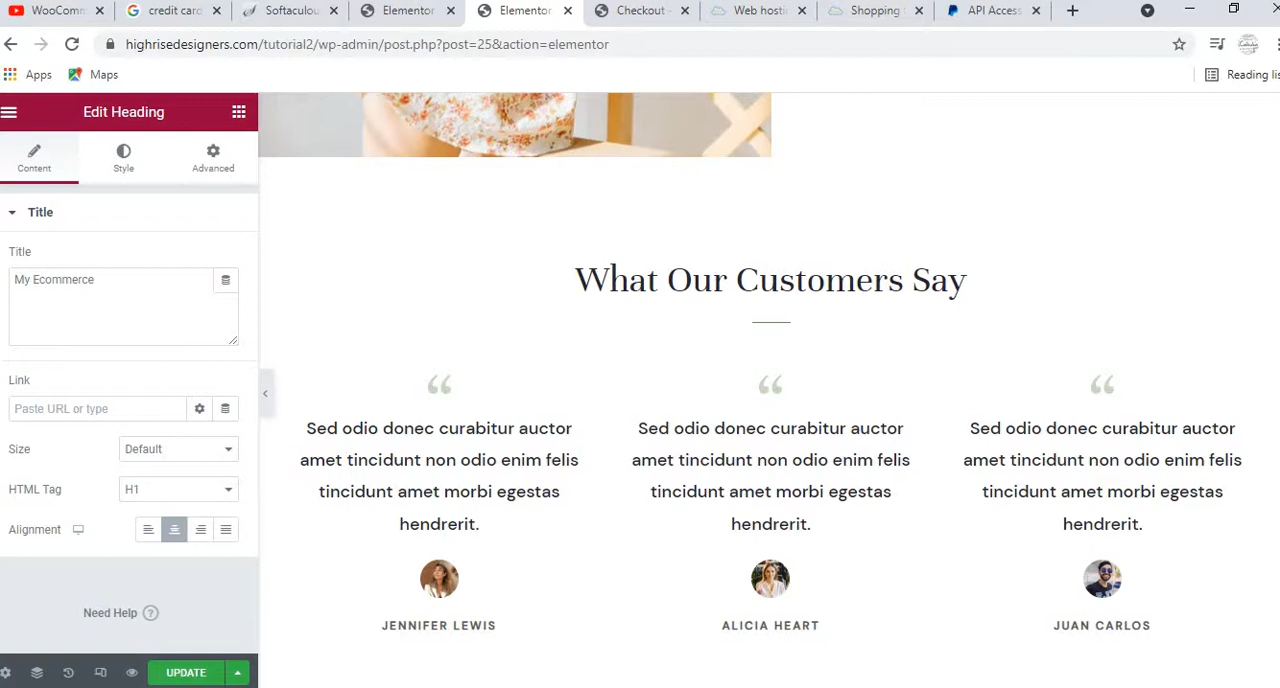 WooComm
credit card
Softaculou
Elementor
Elementor
Checkout -
Web hosti
Shopping
API Access
highrisedesigners.com/tutorial2/wp-admin/post.php?post=25&action=elementor
Apps
Maps
Reading lis
Edit Heading
Content
Style
Advanced
Title
Title
My Ecommerce
Link
Paste URL or type
Size
Default
HTML Tag
H1
Alignment
Need Help ?
UPDATE
What Our Customers Say
“
Sed odio donec curabitur auctor
amet tincidunt non odio enim felis
tincidunt amet morbi egestas
hendrerit.
JENNIFER LEWIS
“
Sed odio donec curabitur auctor
amet tincidunt non odio enim felis
tincidunt amet morbi egestas
hendrerit.
ALICIA HEART
“
Sed odio donec curabitur auctor
amet tincidunt non odio enim felis
tincidunt amet morbi egestas
hendrerit.
JUAN CARLOS